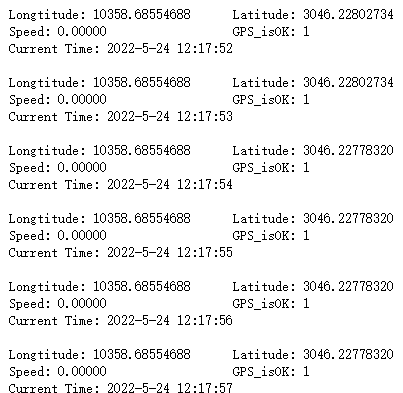 Longtitude: 10358.68554688 Latitude: 3046.22802734
Speed: 0.00000 GPS_isOK: 1
Current Time: 2022-5-24 12:17:52
Longtitude: 10358.68554688 Latitude: 3046.22802734
Speed: 0.00000 GPS_isOK: 1
Current Time: 2022-5-24 12:17:53
Longtitude: 10358.68554688 Latitude: 3046.22778320
Speed: 0.00000 GPS_isOK: 1
Current Time: 2022-5-24 12:17:54
Longtitude: 10358.68554688 Latitude: 3046.22778320
Speed: 0.00000 GPS_isOK: 1
Current Time: 2022-5-24 12:17:55
Longtitude: 10358.68554688 Latitude: 3046.22778320
Speed: 0.00000 GPS_isOK: 1
Current Time: 2022-5-24 12:17:56
Longtitude: 10358.68554688 Latitude: 3046.22778320
Speed: 0.00000 GPS_isOK: 1
Current Time: 2022-5-24 12:17:57